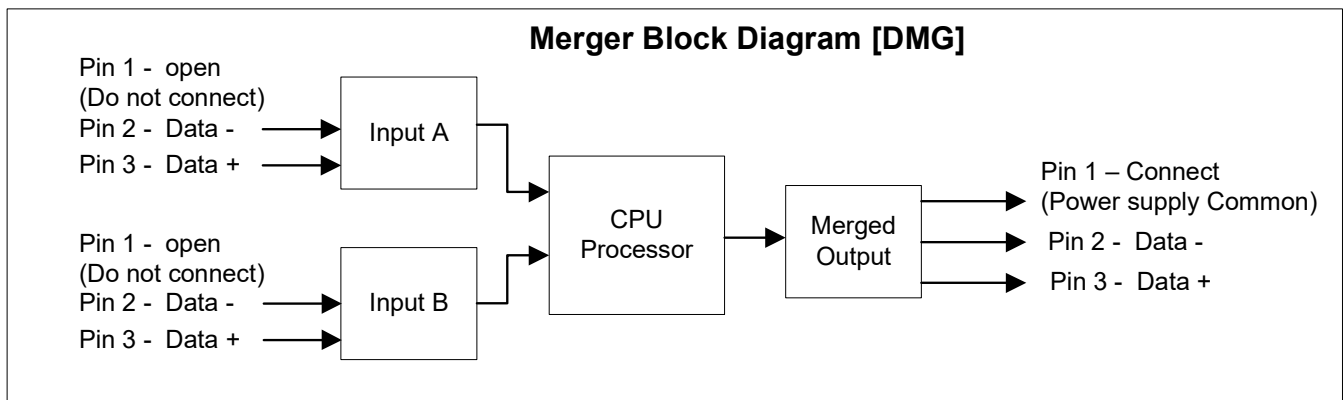 Merger Block Diagram [DMG]
Pin 1 - open
(Do not connect)
Pin 2 - Data -
Pin 3 - Data +
Input A
Pin 1 - open
(Do not connect)
Pin 2 - Data -
Pin 3 - Data +
Input B
CPU
Processor
Merged
Output
Pin 1 – Connect
(Power supply Common)
Pin 2 - Data -
Pin 3 - Data +